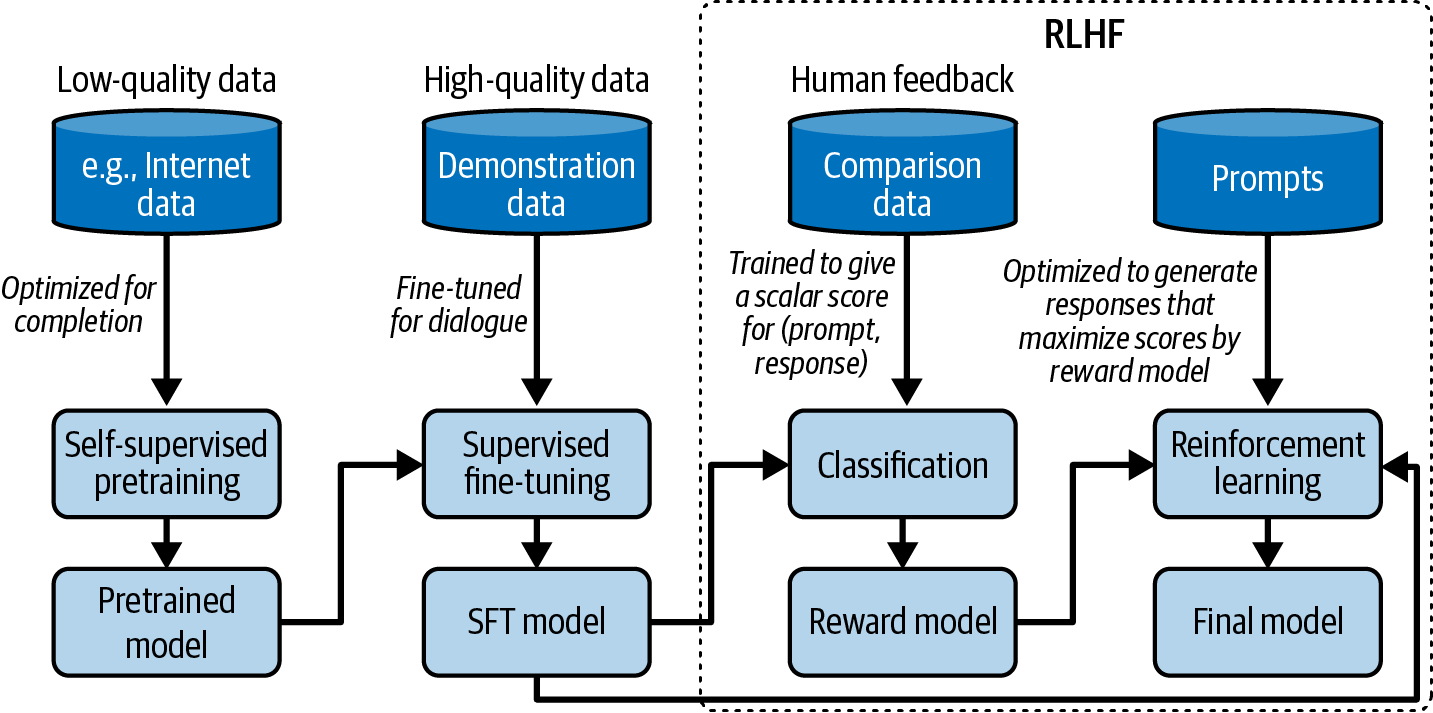 RLHF
Low-quality data
High-quality data
Human feedback
e.g., Internet
data
Demonstration
data
Comparison
data
Prompts
Optimized for
completion
Fine-tuned
for dialogue
Trained to give
a scalar score
for (prompt,
response)
Optimized to generate
responses that
maximize scores by
reward model
Self-supervised
pretraining
Supervised
fine-tuning
Classification
Reinforcement
learning
Pretrained
model
SFT model
Reward model
Final model